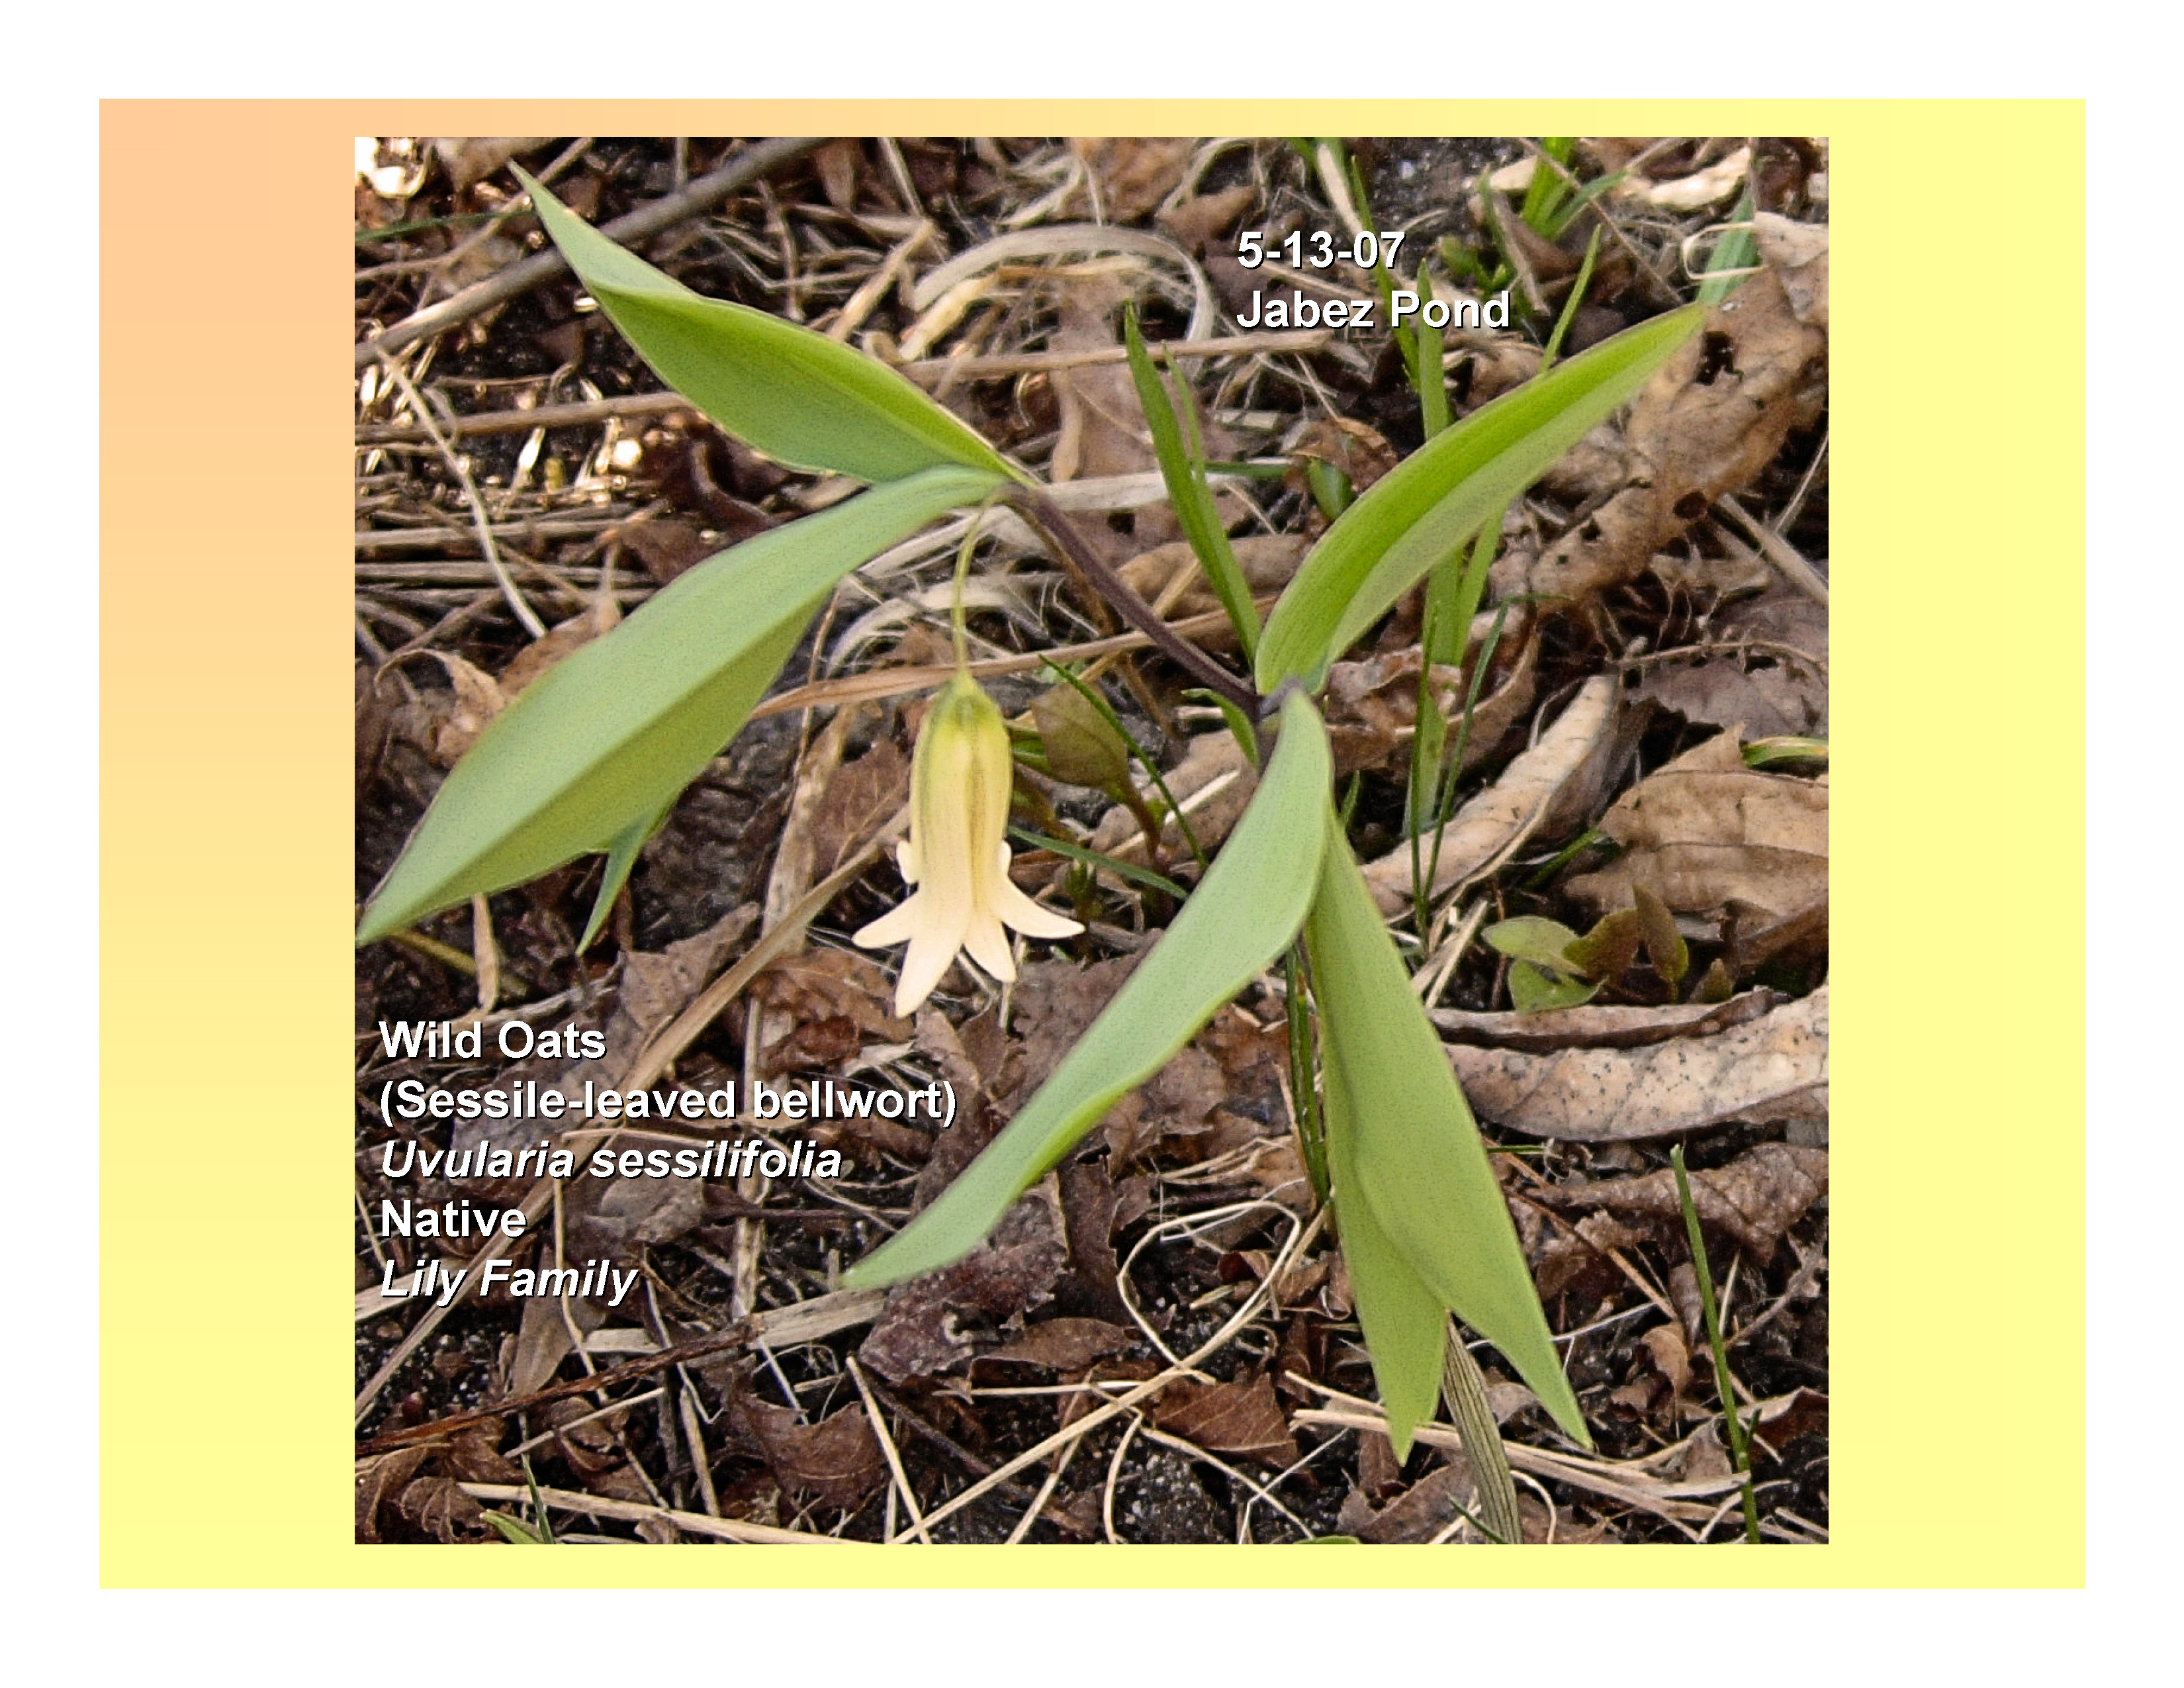 5-13-07
Jabez Pond
Wild Oats
(Sessile-leaved bellwort)
Uvularia sessilifolia
Native
Lily Family